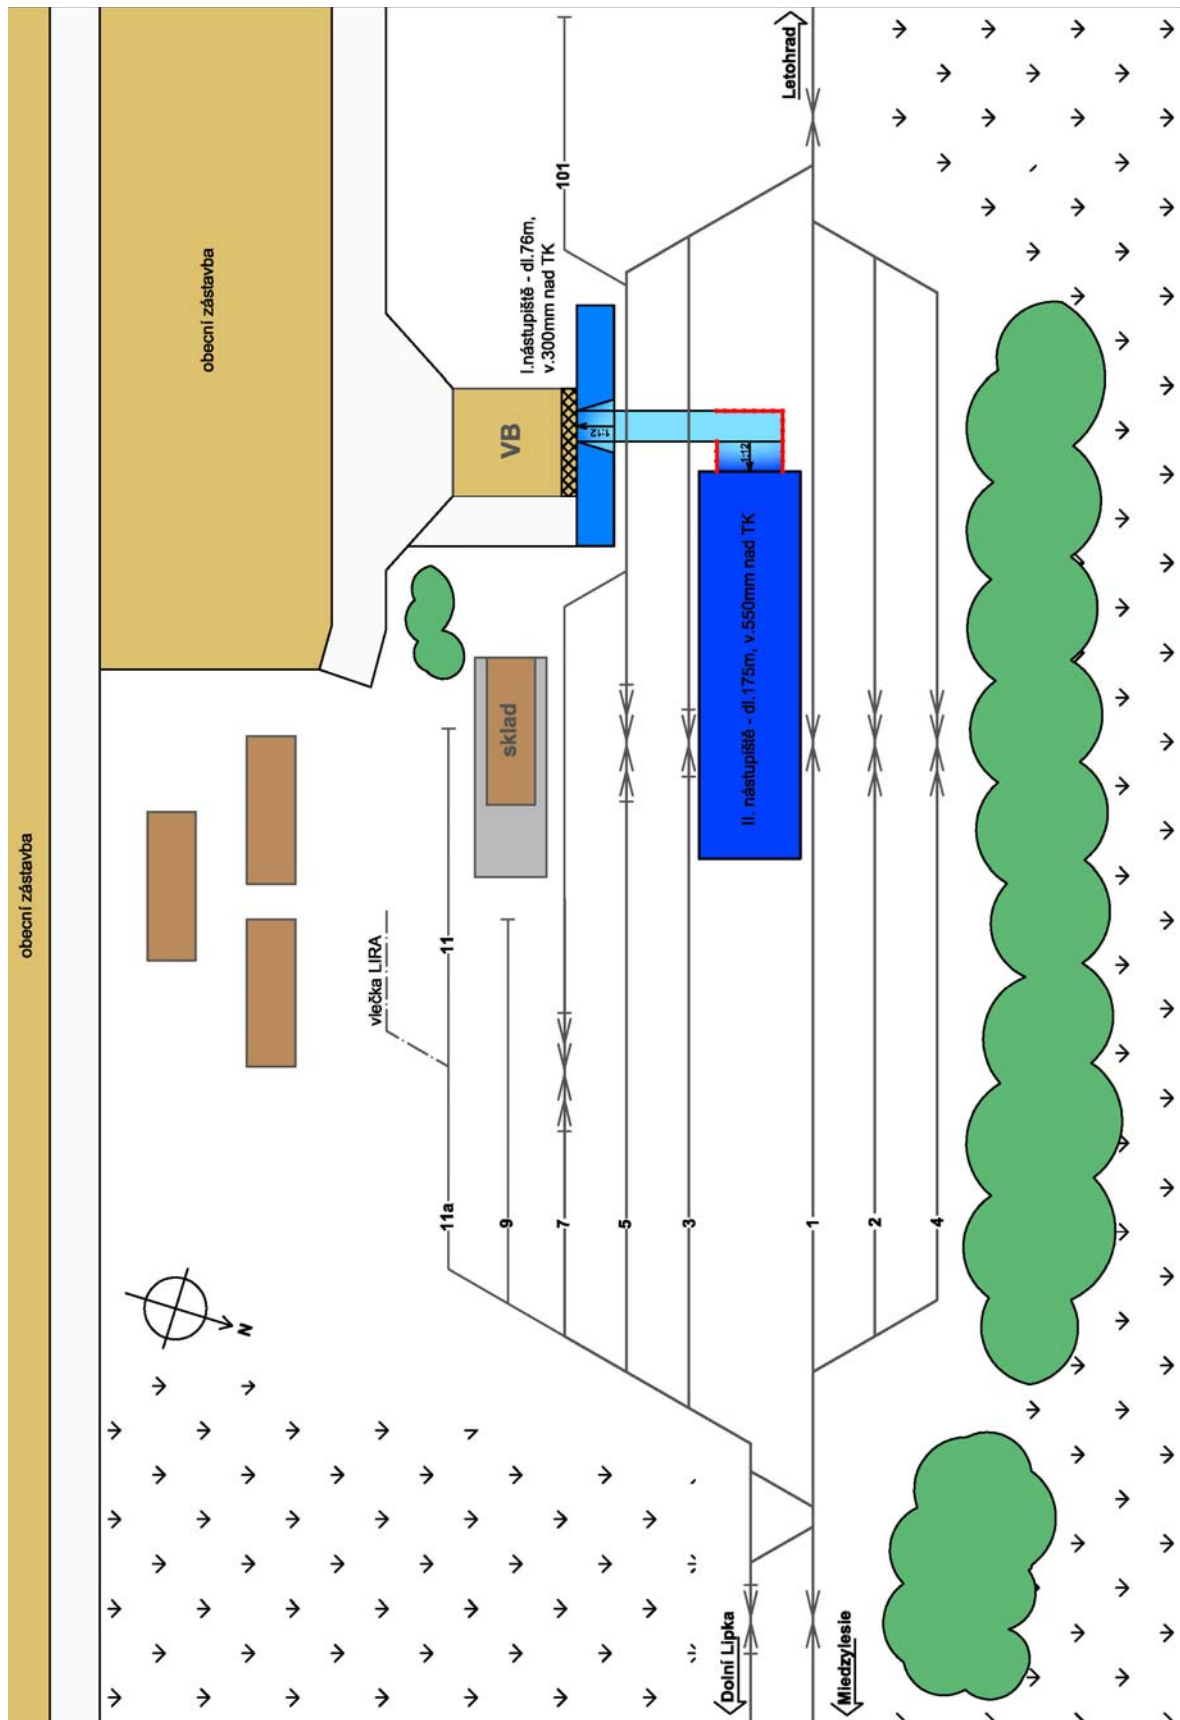 obecní zástavba
obecní zástavba
vlečka LIRA
11a
11
9
7
5
3
1
2
4
sklad
VB
I.nástupiště - dl.76m,
v.300mm nad TK
101
1:12
1:12
II. nástupiště - dl.175m, v.550mm nad TK
Letohrad
Dolní Lipka
Miedzylesie
N